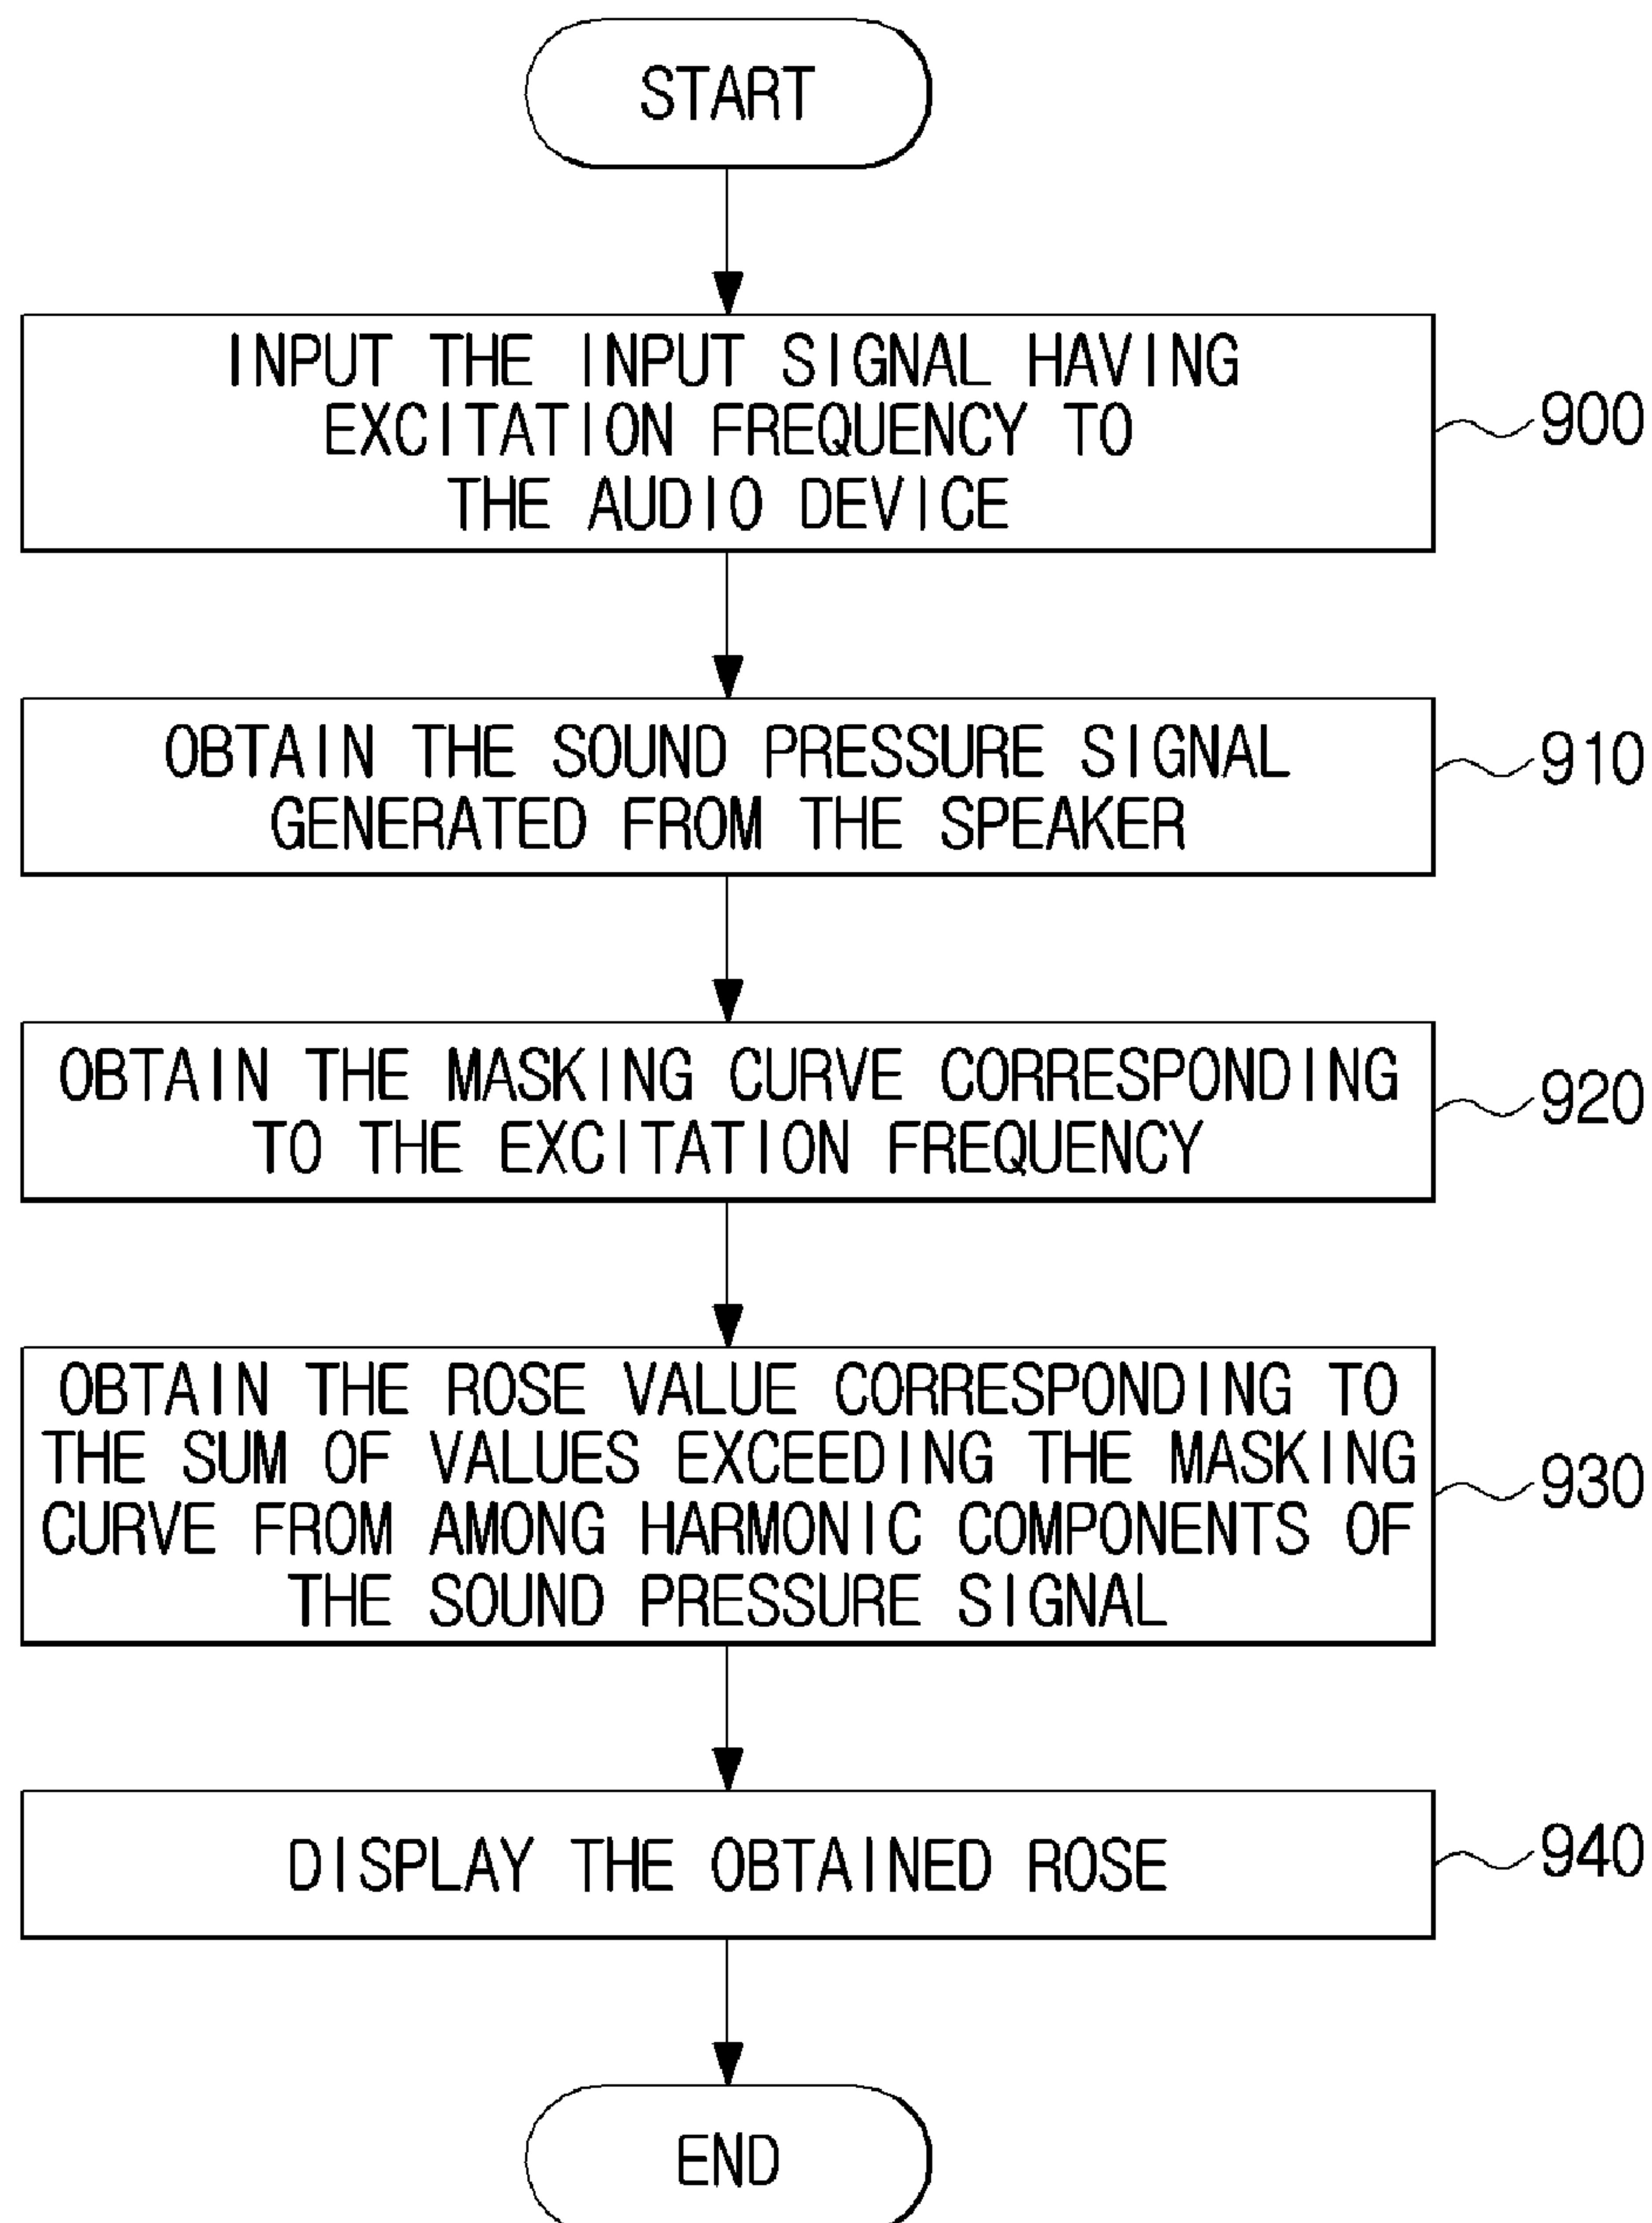 START
INPUT THE INPUT SIGNAL HAVING
EXCITATION FREQUENCY TO
THE AUDIO DEVICE
900
OBTAIN THE SOUND PRESSURE SIGNAL
GENERATED FROM THE SPEAKER
910
OBTAIN THE MASKING CURVE CORRESPONDING
TO THE EXCITATION FREQUENCY
920
OBTAIN THE ROSE VALUE CORRESPONDING TO
THE SUM OF VALUES EXCEEDING THE MASKING
CURVE FROM AMONG HARMONIC COMPONENTS OF
THE SOUND PRESSURE SIGNAL
930
DISPLAY THE OBTAINED ROSE
940
END